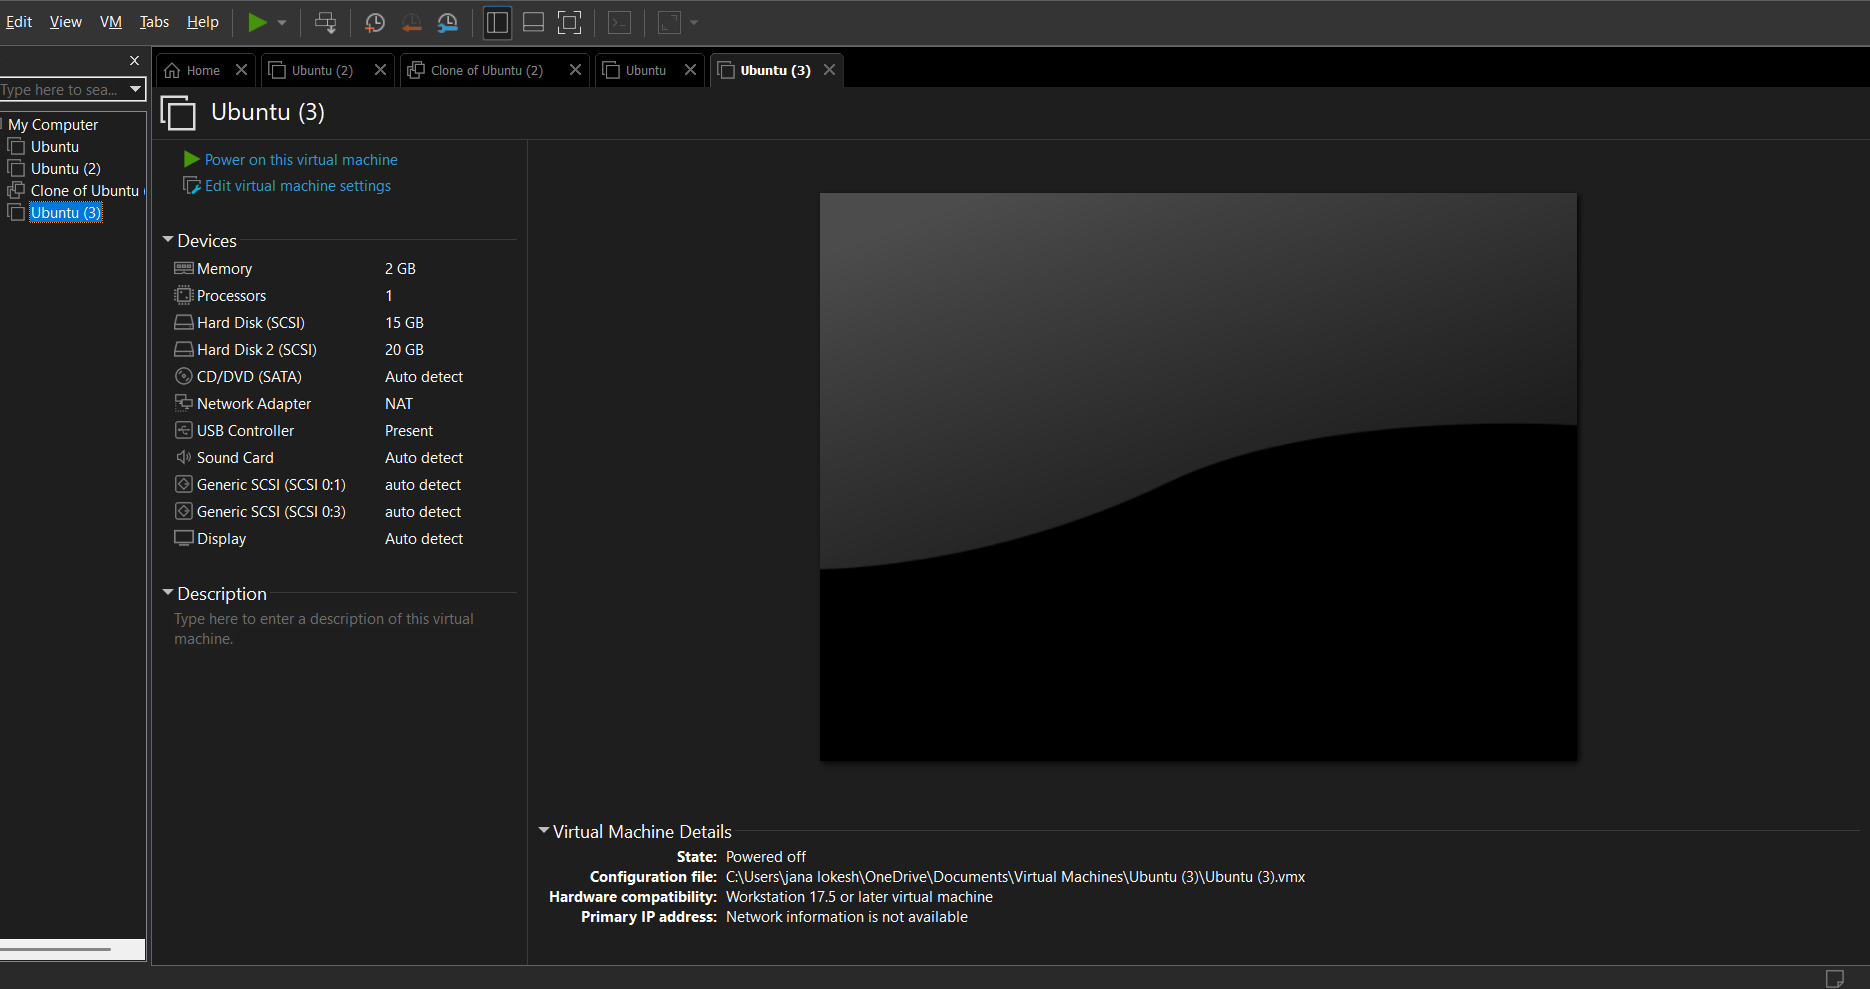 Edit View VM Tabs Help
Type here to sea...
My Computer
Ubuntu
Ubuntu (2)
Clone of Ubuntu
Ubuntu (3)
Home Ubuntu (2) Clone of Ubuntu (2) Ubuntu Ubuntu (3)
Ubuntu (3)
Power on this virtual machine
Edit virtual machine settings
Devices
Memory 2 GB
Processors 1
Hard Disk (SCSI) 15 GB
Hard Disk 2 (SCSI) 20 GB
CD/DVD (SATA) Auto detect
Network Adapter NAT
USB Controller Present
Sound Card Auto detect
Generic SCSI (SCSI 0:1) auto detect
Generic SCSI (SCSI 0:3) auto detect
Display Auto detect
Description
Type here to enter a description of this virtual
machine.
Virtual Machine Details
State: Powered off
Configuration file: C:\Users\jana lokesh\OneDrive\Documents\Virtual Machines\Ubuntu (3)\Ubuntu (3).vmx
Hardware compatibility: Workstation 17.5 or later virtual machine
Primary IP address: Network information is not available